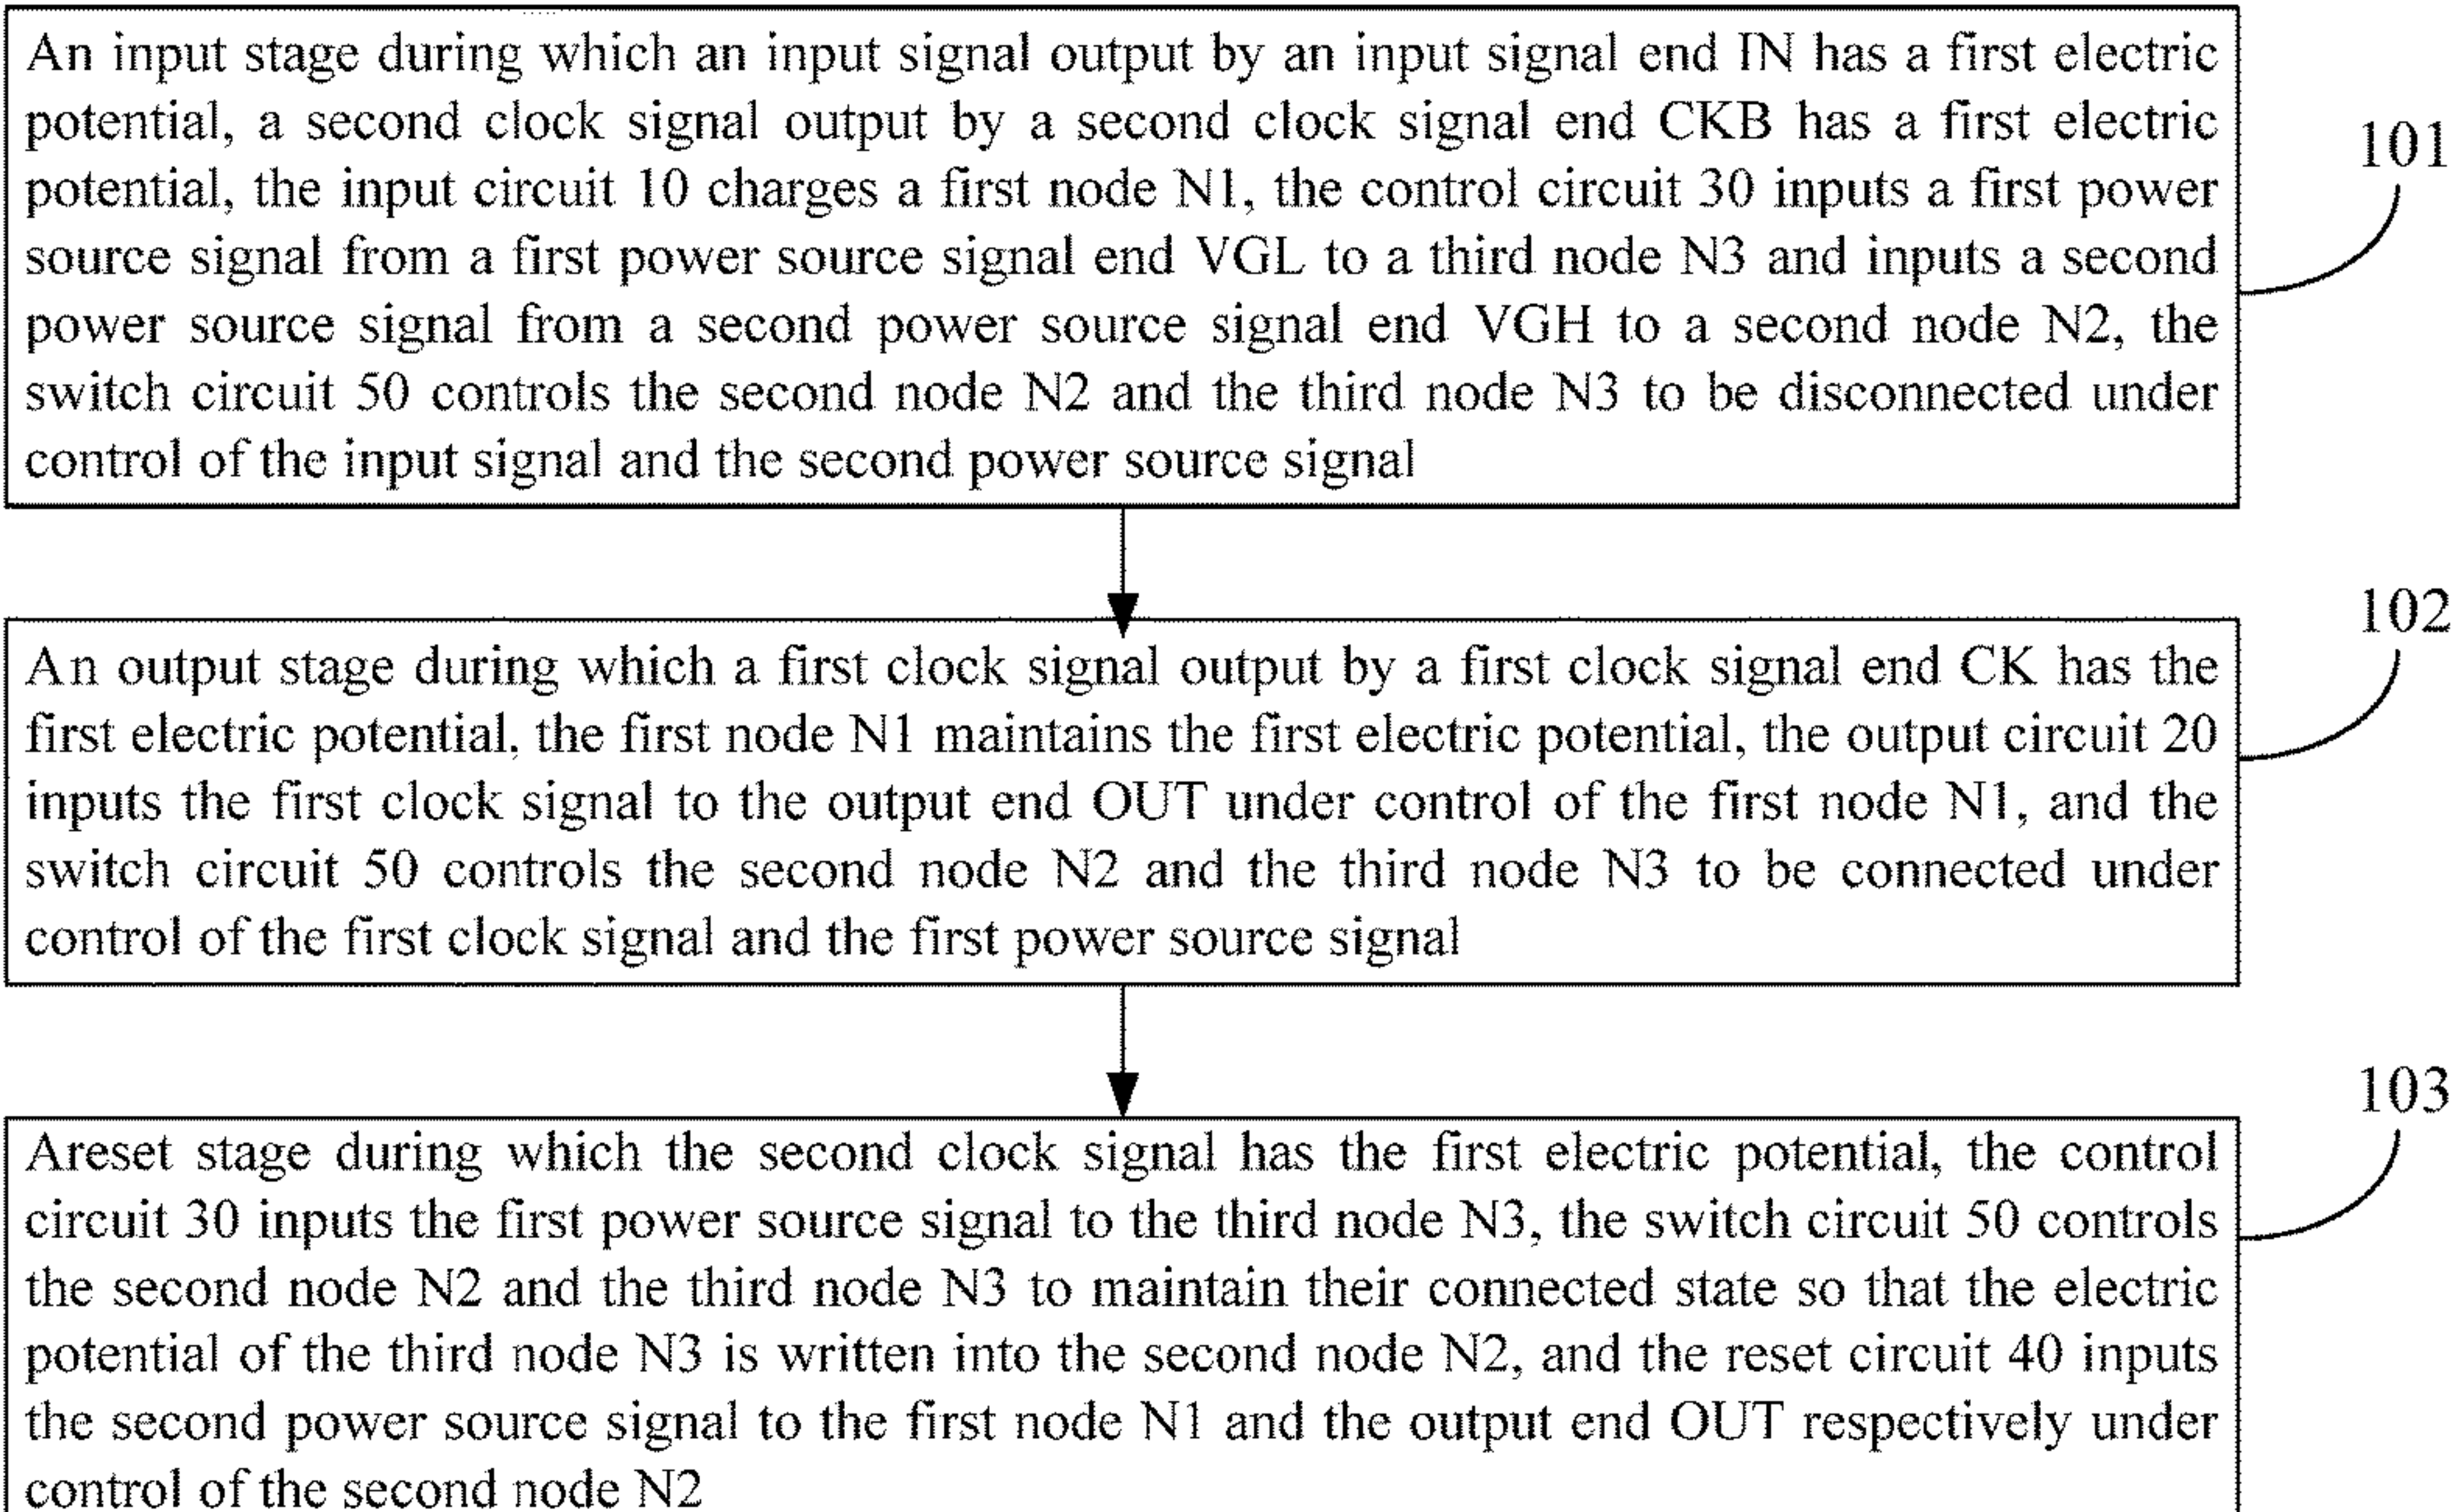 An input stage during which an input signal output by an input signal end IN has a first electric
potential, a second clock signal output by a second clock signal end CKB has a first electric
potential, the input circuit 10 charges a first node N1, the control circuit 30 inputs a first power
source signal from a first power source signal end VGL to a third node N3 and inputs a second
power source signal from a second power source signal end VGH to a second node N2, the
switch circuit 50 controls the second node N2 and the third node N3 to be disconnected under
control of the input signal and the second power source signal
101
An output stage during which a first clock signal output by a first clock signal end CK has the
first electric potential, the first node N1 maintains the first electric potential, the output circuit 20
inputs the first clock signal to the output end OUT under control of the first node N1, and the
switch circuit 50 controls the second node N2 and the third node N3 to be connected under
control of the first clock signal and the first power source signal
102
Areset stage during which the second clock signal has the first electric potential, the control
circuit 30 inputs the first power source signal to the third node N3, the switch circuit 50 controls
the second node N2 and the third node N3 to maintain their connected state so that the electric
potential of the third node N3 is written into the second node N2, and the reset circuit 40 inputs
the second power source signal to the first node N1 and the output end OUT respectively under
control of the second node N2
103